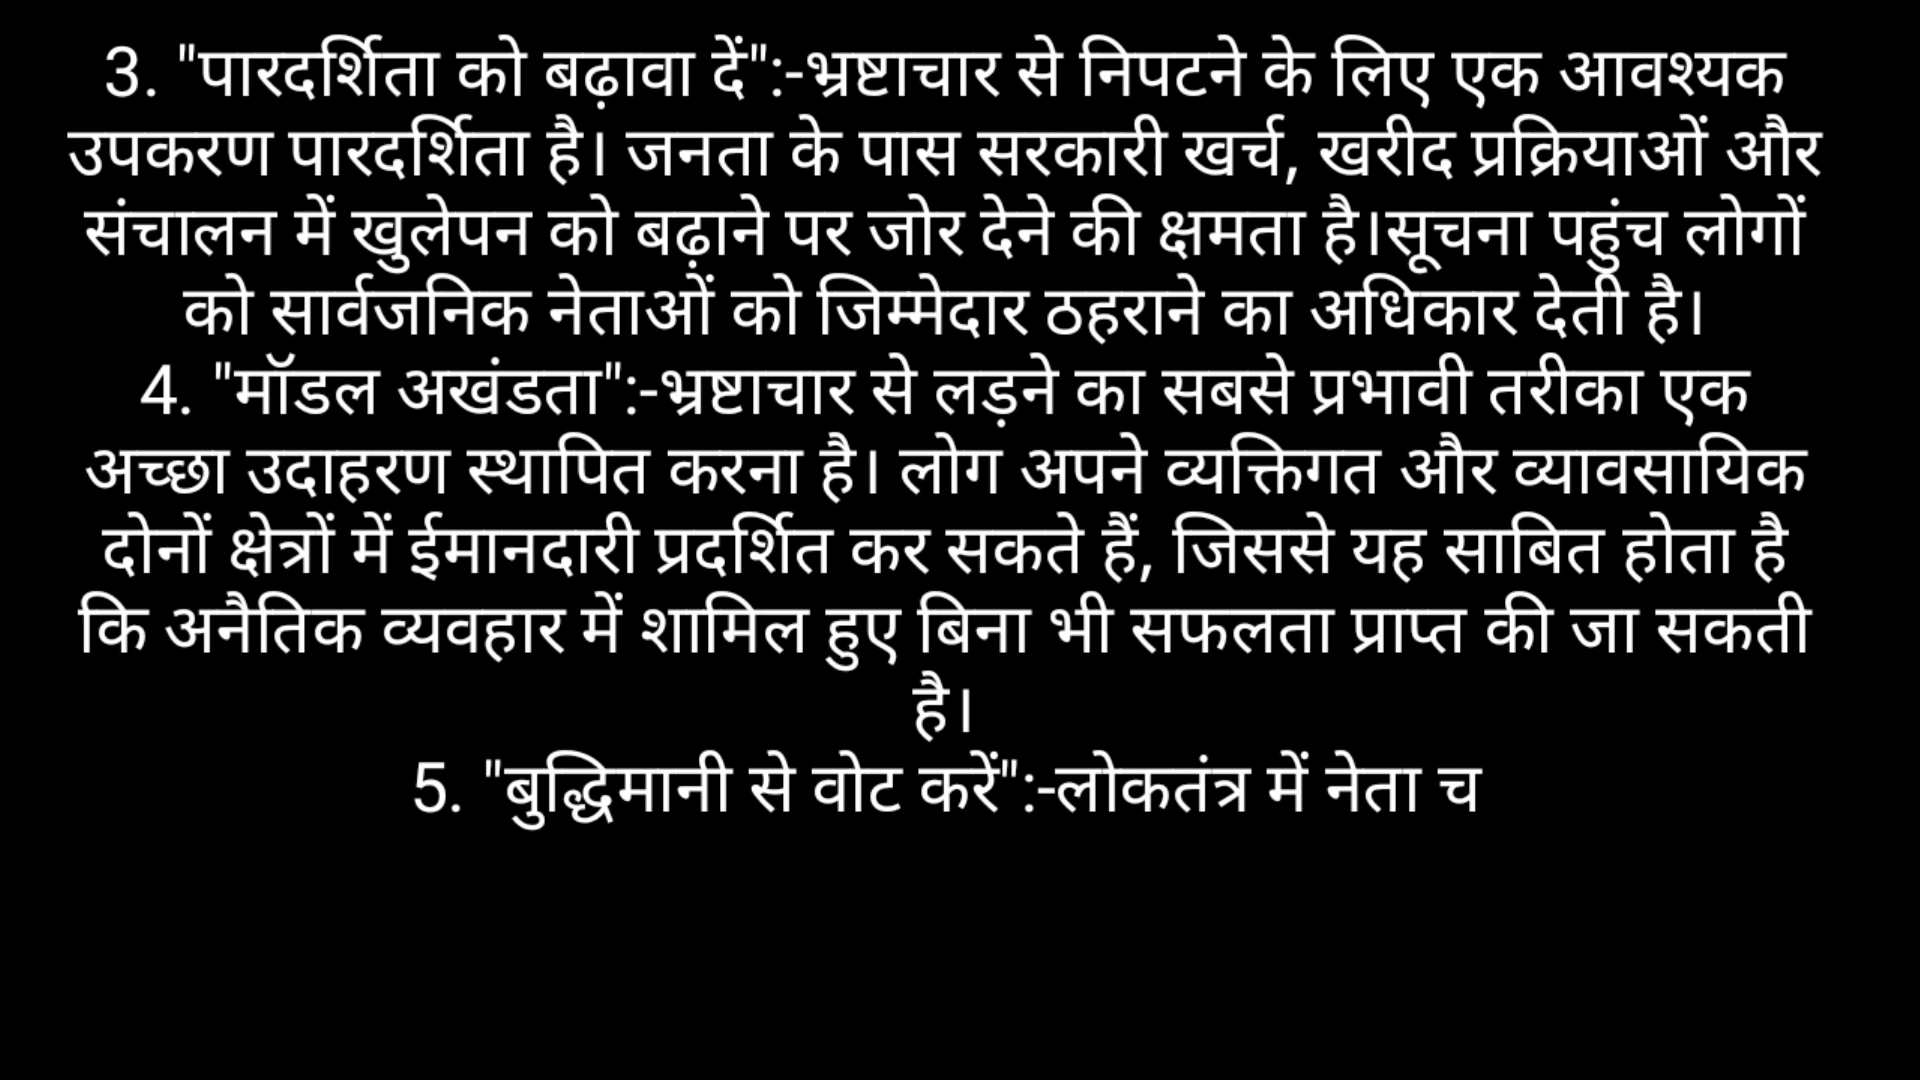 3. "पारदर्शिता को बढ़ावा दें":-भ्रष्टाचार से निपटने के लिए एक आवश्यक
उपकरण पारदर्शिता है। जनता के पास सरकारी खर्च, खरीद प्रक्रियाओं और
संचालन में खुलेपन को बढ़ाने पर जोर देने की क्षमता है।सूचना पहुंच लोगों
को सार्वजनिक नेताओं को जिम्मेदार ठहराने का अधिकार देती है।
4. "मॉडल अखंडता":-भ्रष्टाचार से लड़ने का सबसे प्रभावी तरीका एक
अच्छा उदाहरण स्थापित करना है। लोग अपने व्यक्तिगत और व्यावसायिक
दोनों क्षेत्रों में ईमानदारी प्रदर्शित कर सकते हैं, जिससे यह साबित होता है
कि अनैतिक व्यवहार में शामिल हुए बिना भी सफलता प्राप्त की जा सकती
है।
5. "बुद्धिमानी से वोट करें":-लोकतंत्र में नेता च